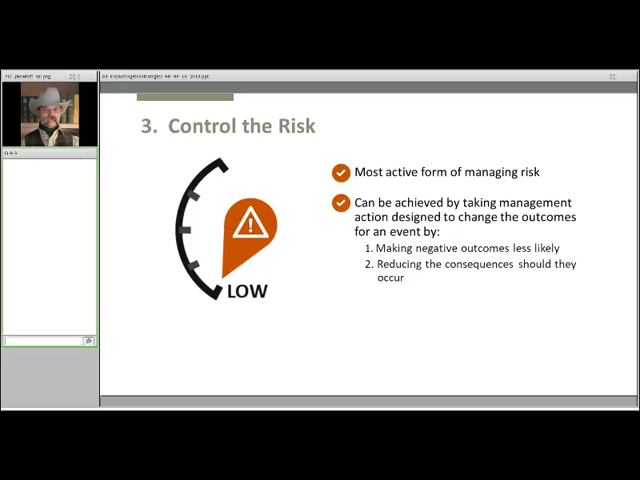 3. Control the Risk
Most active form of managing risk
Can be achieved by taking management
action designed to change the outcomes
for an event by:
1. Making negative outcomes less likely
2. Reducing the consequences should they
occur
LOW
Q & A